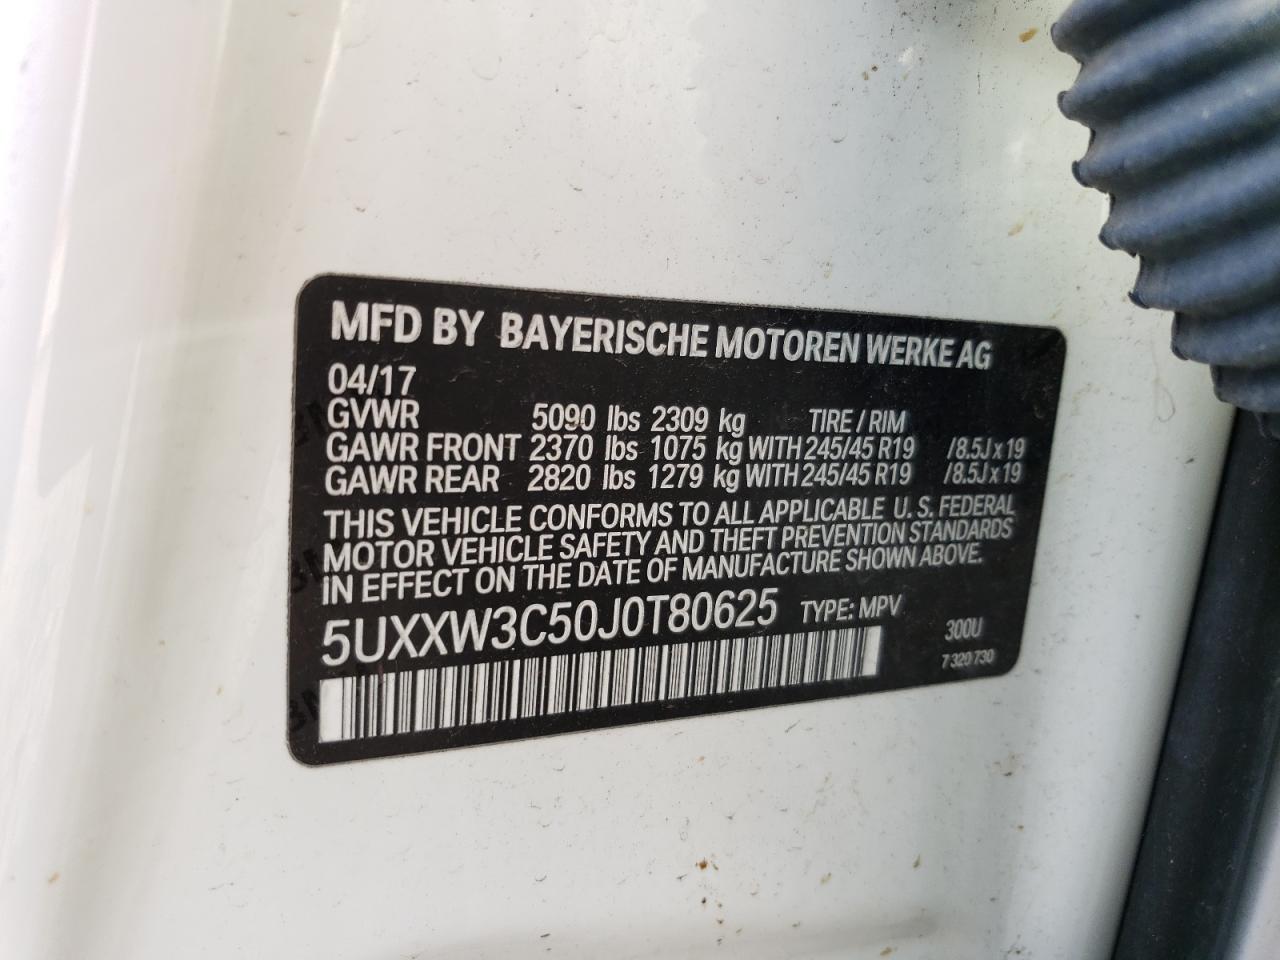 MFD BY BAYERISCHE MOTOREN WERKE AG
04/17
GVWR 5090 lbs 2309 kg TIRE / RIM
GAWR FRONT 2370 lbs 1075 kg WITH 245/45 R19 /8.5J x 19
GAWR REAR 2820 lbs 1279 kg WITH 245/45 R19 /8.5J x 19
THIS VEHICLE CONFORMS TO ALL APPLICABLE U. S. FEDERAL
MOTOR VEHICLE SAFETY AND THEFT PREVENTION STANDARDS
IN EFFECT ON THE DATE OF MANUFACTURE SHOWN ABOVE.
5UXXW3C50J0T80625 TYPE: MPV
300U
7 320 730